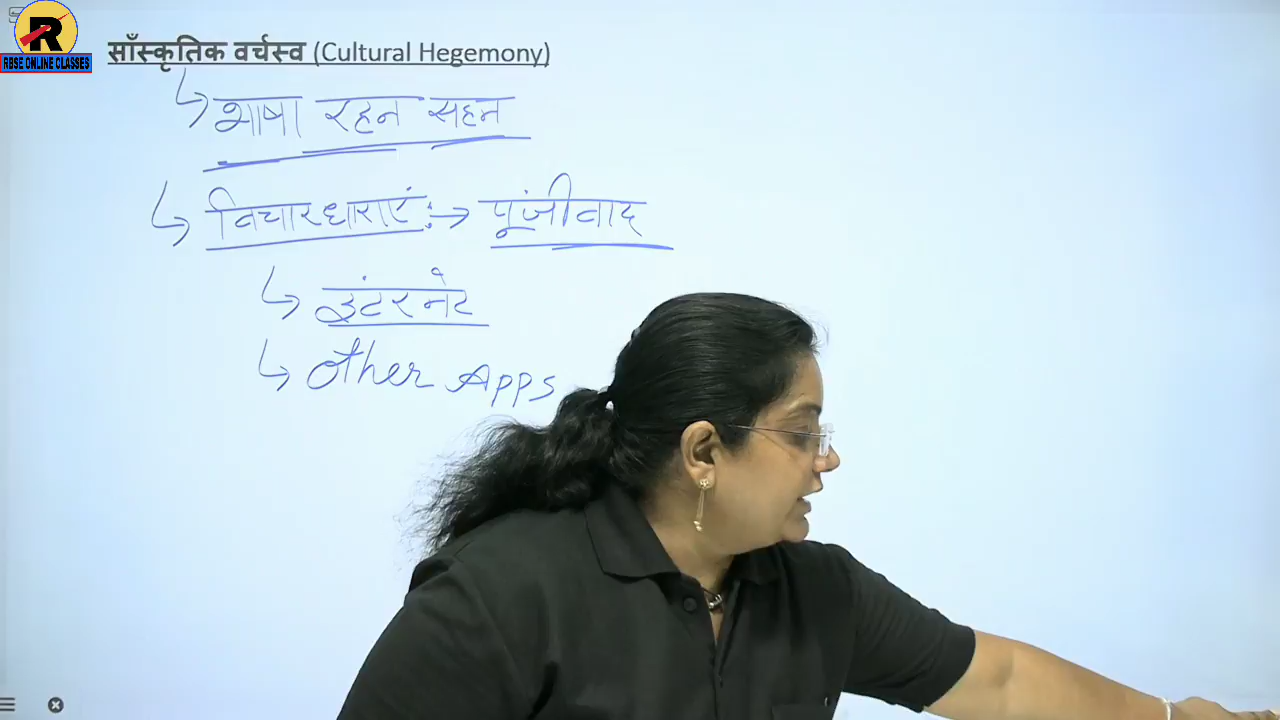 R
RBSE ONLINE CLASSES
साँस्कृतिक वर्चस्व (Cultural Hegemony)
भाषा रहन सहन
विचारधाराएं :→ पूंजीवाद
इंटरनेट
Other Apps